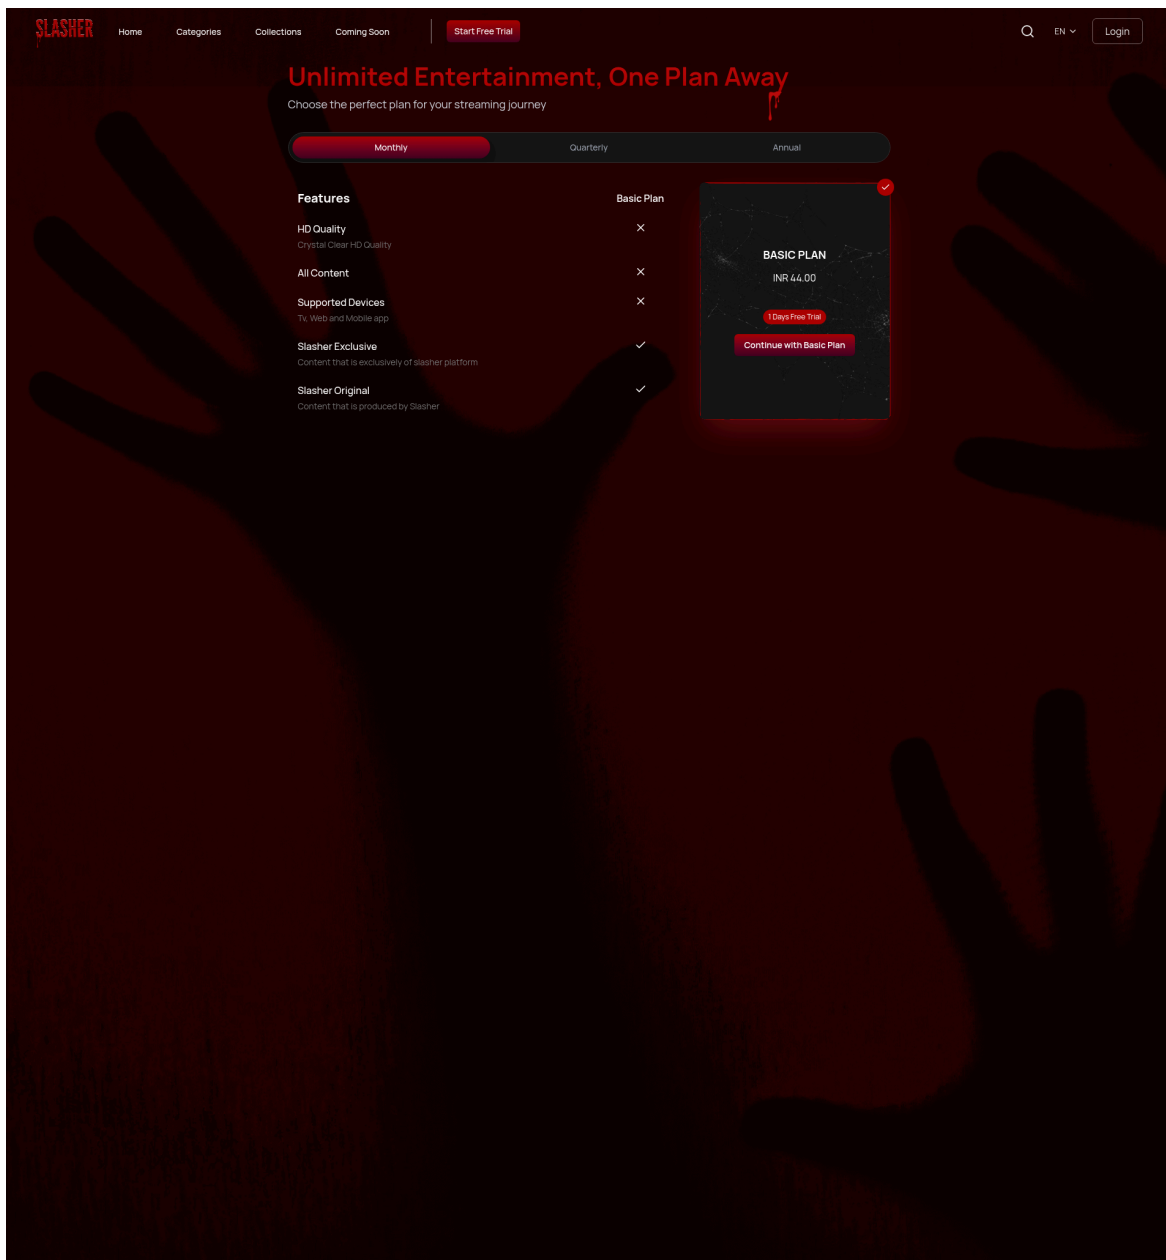 SLASHER
Home Categories Collections Coming Soon Start Free Trial EN Login
Unlimited Entertainment, One Plan Away
Choose the perfect plan for your streaming journey
Monthly Quarterly Annual
Features Basic Plan
HD Quality
Crystal Clear HD Quality
All Content
Supported Devices
Tv, Web and Mobile app
Slasher Exclusive
Content that is exclusively of slasher platform
Slasher Original
Content that is produced by Slasher
BASIC PLAN
INR 44.00
1 Days Free Trial
Continue with Basic Plan